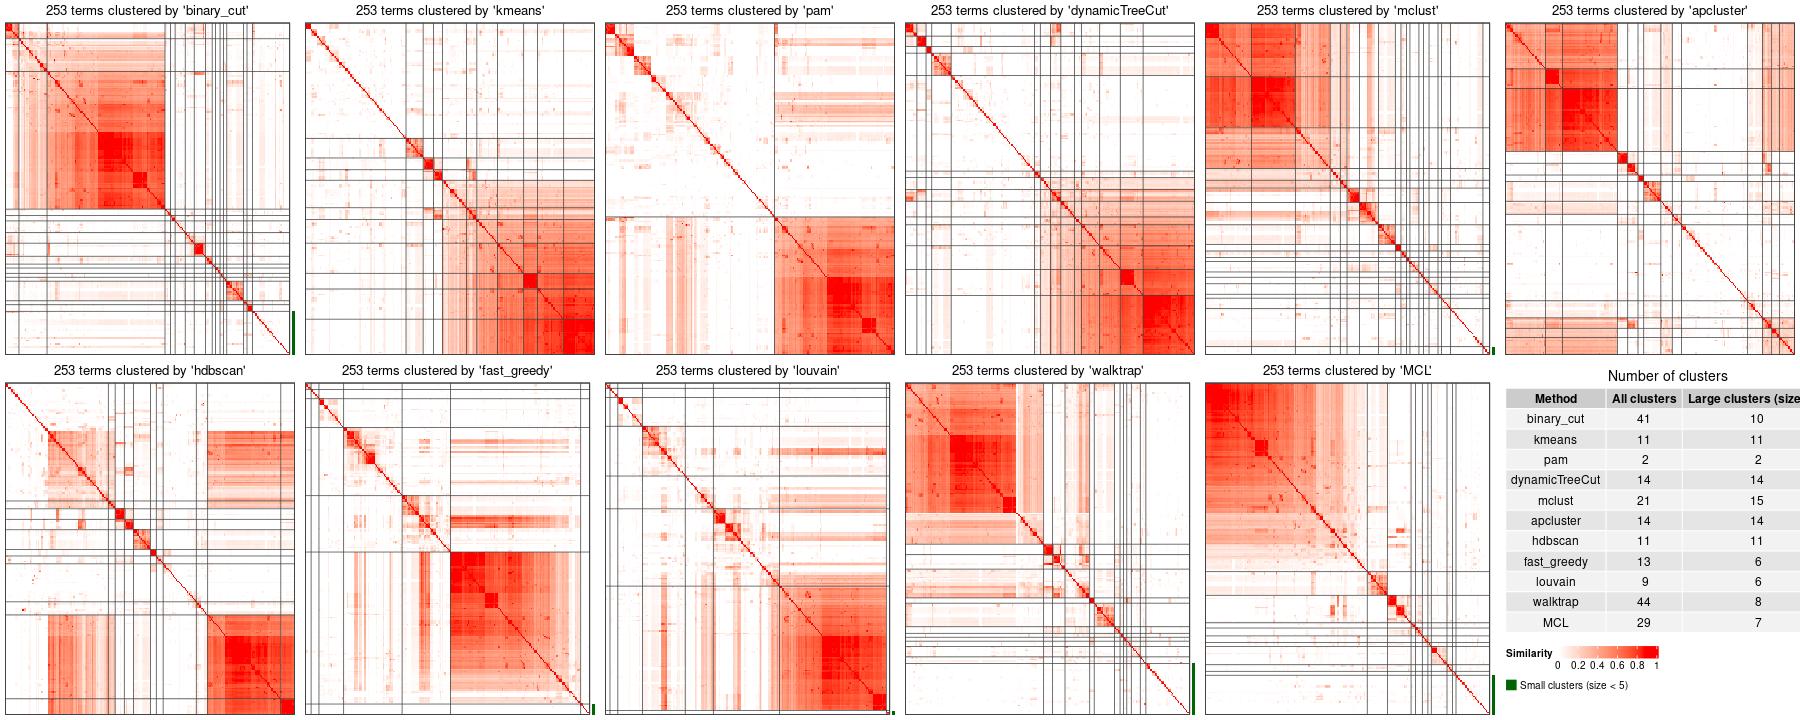 253 terms clustered by 'binary_cut'
253 terms clustered by 'kmeans'
253 terms clustered by 'pam'
253 terms clustered by 'dynamicTreeCut'
253 terms clustered by 'mclust'
253 terms clustered by 'apcluster'
253 terms clustered by 'hdbscan'
253 terms clustered by 'fast_greedy'
253 terms clustered by 'louvain'
253 terms clustered by 'walktrap'
253 terms clustered by 'MCL'
Number of clusters
Method All clusters Large clusters (size
binary_cut 41 10
kmeans 11 11
pam 2 2
dynamicTreeCut 14 14
mclust 21 15
apcluster 14 14
hdbscan 11 11
fast_greedy 13 6
louvain 9 6
walktrap 44 8
MCL 29 7
Similarity 0 0.2 0.4 0.6 0.8 1
Small clusters (size < 5)